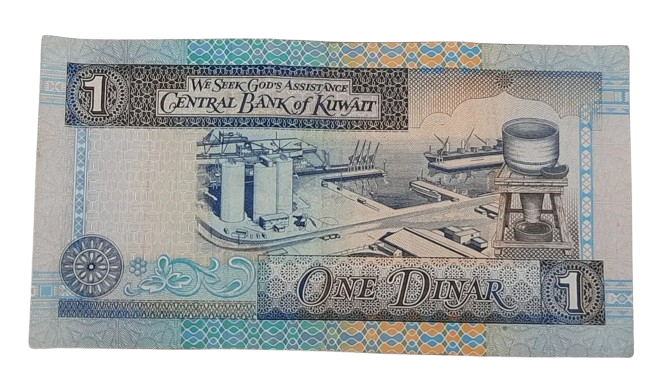 1
WE SEEK GOD'S ASSISTANCE
CENTRAL BANK of KUWAIT
ONE DINAR
1